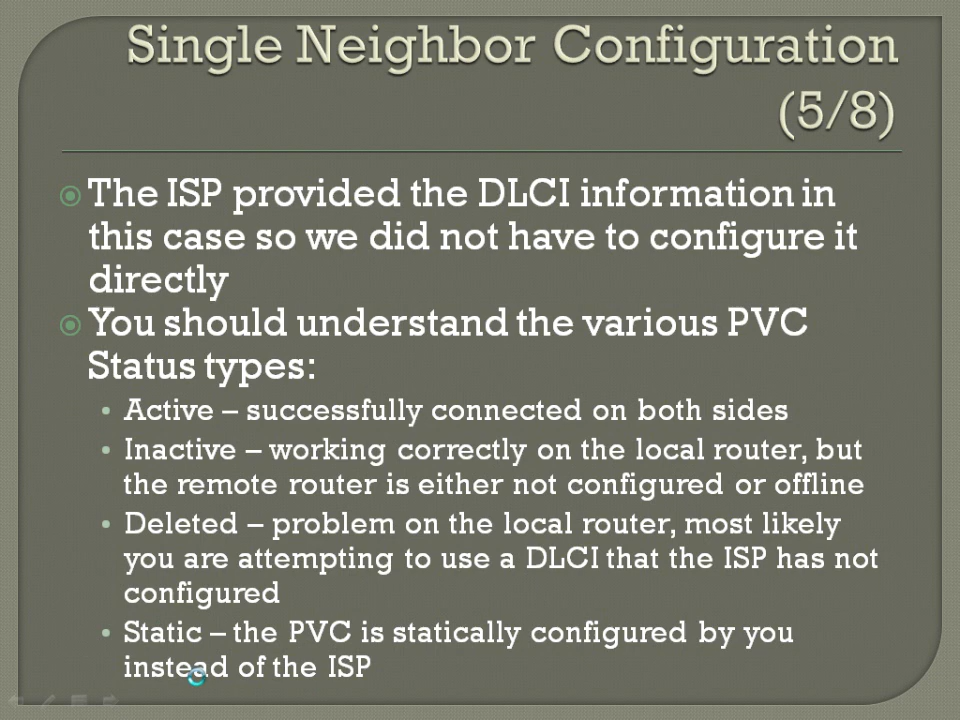 Single Neighbor Configuration
(5/8)
The ISP provided the DLCI information in
this case so we did not have to configure it
directly
You should understand the various PVC
Status types:
• Active – successfully connected on both sides
• Inactive – working correctly on the local router, but
the remote router is either not configured or offline
• Deleted – problem on the local router, most likely
you are attempting to use a DLCI that the ISP has not
configured
• Static – the PVC is statically configured by you
instead of the ISP